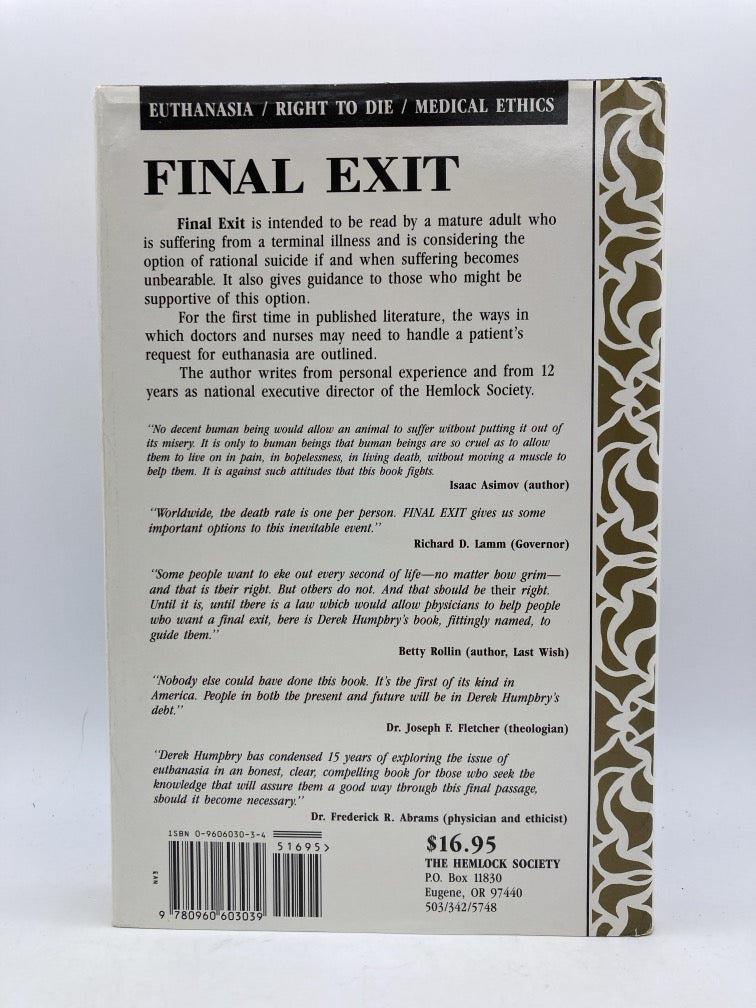 EUTHANASIA / RIGHT TO DIE / MEDICAL ETHICS
FINAL EXIT
Final Exit is intended to be read by a mature adult who
is suffering from a terminal illness and is considering the
option of rational suicide if and when suffering becomes
unbearable. It also gives guidance to those who might be
supportive of this option.
For the first time in published literature, the ways in
which doctors and nurses may need to handle a patient's
request for euthanasia are outlined.
The author writes from personal experience and from 12
years as national executive director of the Hemlock Society.
"No decent human being would allow an animal to suffer without putting it out of
its misery. It is only to human beings that human beings are so cruel as to allow
them to live on in pain, in hopelessness, in living death, without moving a muscle to
help them. It is against such attitudes that this book fights.
Isaac Asimov (author)
"Worldwide, the death rate is one per person. FINAL EXIT gives us some
important options to this inevitable event."
Richard D. Lamm (Governor)
"Some people want to eke out every second of life—no matter how grim—
and that is their right. But others do not. And that should be their right.
Until it is, until there is a law which would allow physicians to help people
who want a final exit, here is Derek Humphry's book, fittingly named, to
guide them."
Betty Rollin (author, Last Wish)
"Nobody else could have done this book. It's the first of its kind in
America. People in both the present and future will be in Derek Humphry's
debt."
Dr. Joseph F. Fletcher (theologian)
"Derek Humphry has condensed 15 years of exploring the issue of
euthanasia in an honest, clear, compelling book for those who seek the
knowledge that will assure them a good way through this final passage,
should it become necessary."
Dr. Frederick R. Abrams (physician and ethicist)
ISBN 0-9606030-3-4
51695>
EAN
9 780960 603039
$16.95
THE HEMLOCK SOCIETY
P.O. Box 11830
Eugene, OR 97440
503/342/5748